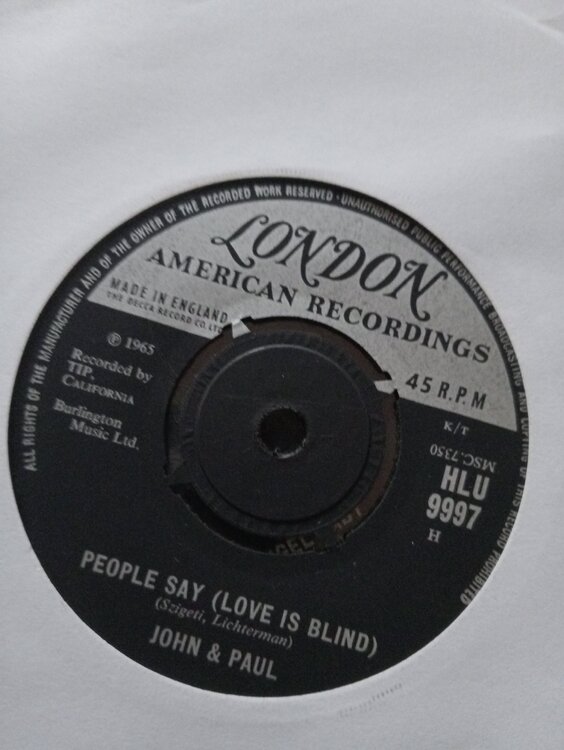 ALL RIGHTS OF THE MANUFACTURER AND OF THE OWNER OF THE RECORDED WORK RESERVED · UNAUTHORISED PUBLIC PERFORMANCE BROADCASTING AND COPYING OF THIS RECORD PROHIBITED
LONDON
AMERICAN RECORDINGS
MADE IN ENGLAND
THE DECCA RECORD CO. LTD.
℗ 1965
Recorded by
TIP,
CALIFORNIA
Burlington
Music Ltd.
45 R.P.M
K/T
MSC.7350
HLU
9997
H
PEOPLE SAY (LOVE IS BLIND)
(Szigeti, Lichterman)
JOHN & PAUL